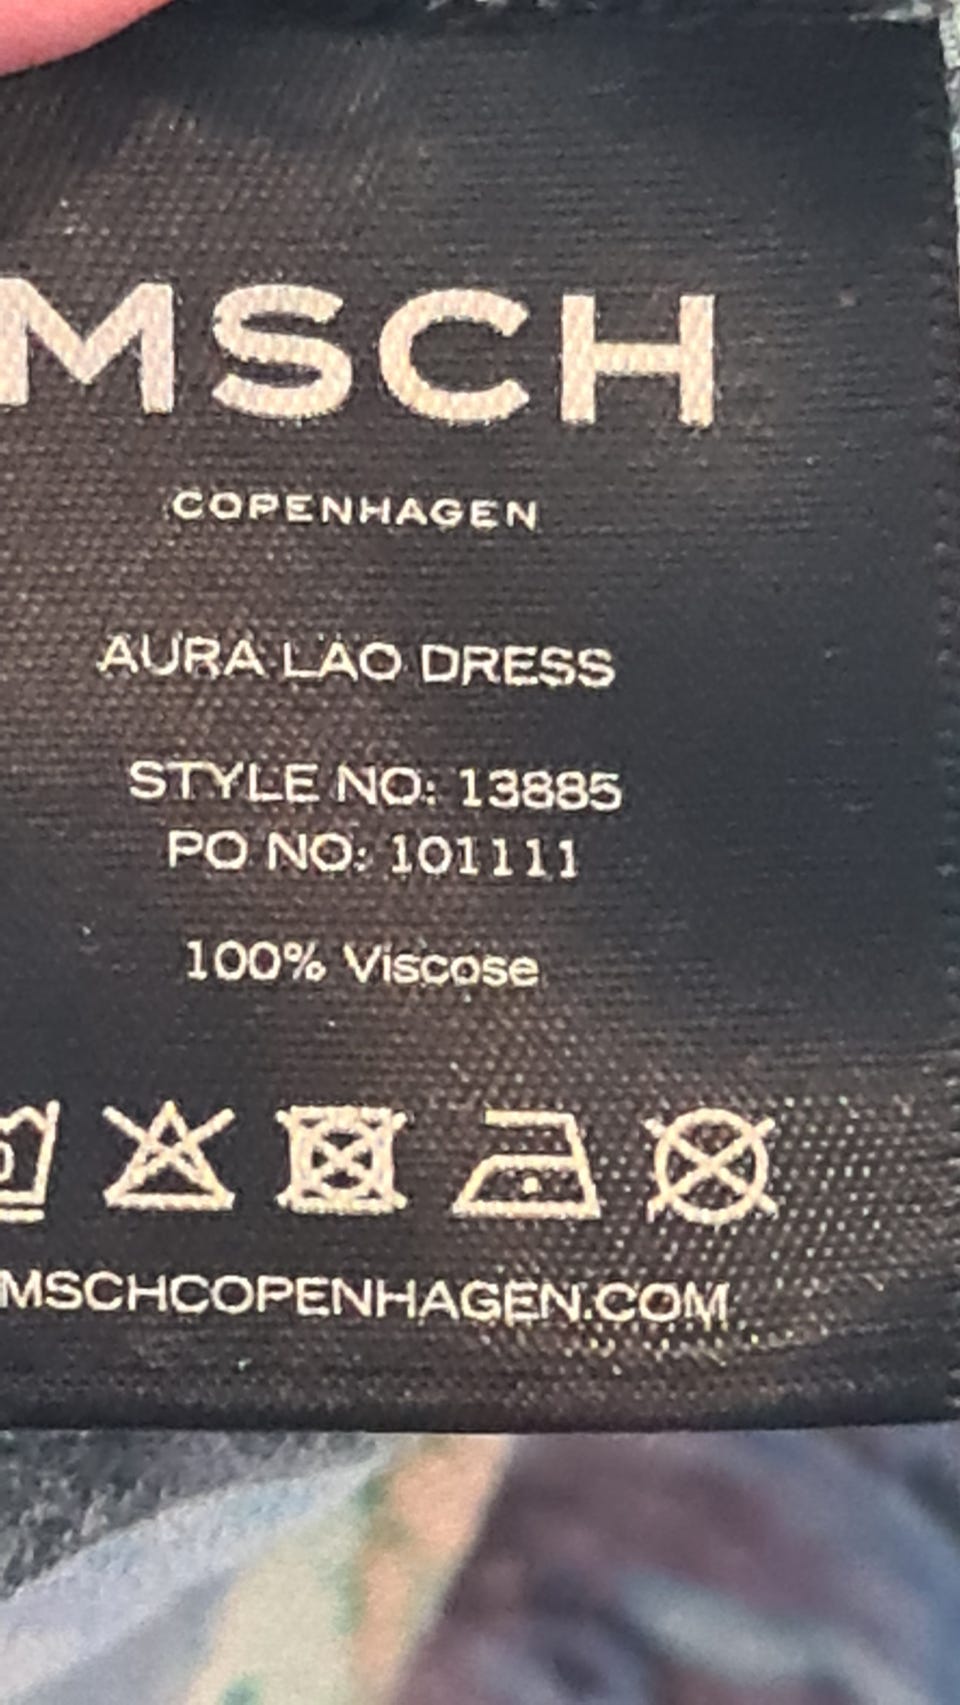 MSCH
COPENHAGEN
AURA LAO DRESS
STYLE NO: 13885
PO NO: 101111
100% Viscose
MSCHCOPENHAGEN.COM